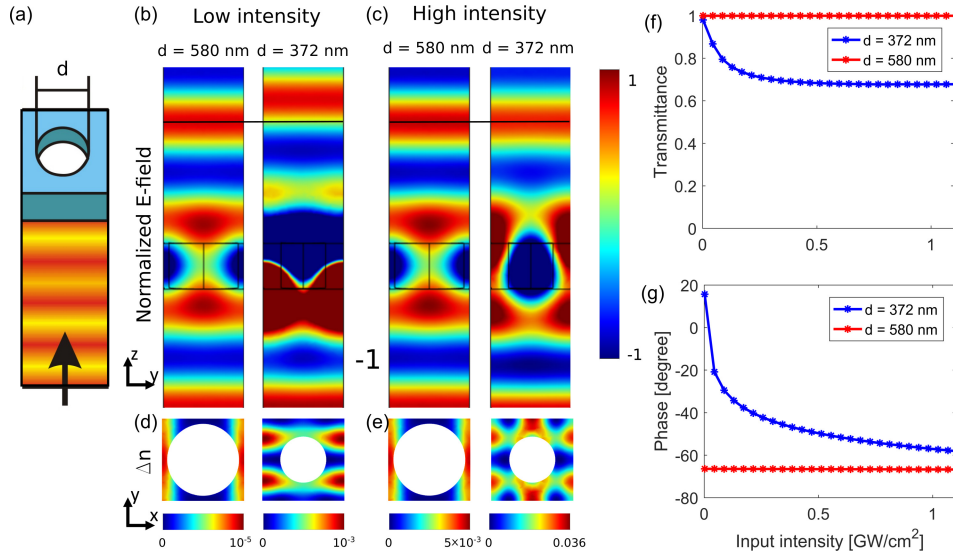 (a)
d
(b)
Low intensity
d = 580 nm
d = 372 nm
Normalized E-field
z
y
(c)
High intensity
d = 580 nm
d = 372 nm
1
-1
-1
(d)
Δn
y
x
0
10⁻⁵
0
10⁻³
(e)
0
5×10⁻³
0
0.036
(f)
Transmittance
1
0.8
0.6
0.4
0.2
0
0
0.5
1
d = 372 nm
d = 580 nm
(g)
Phase [degree]
20
0
-20
-40
-60
-80
0
0.5
1
d = 372 nm
d = 580 nm
Input intensity [GW/cm²]